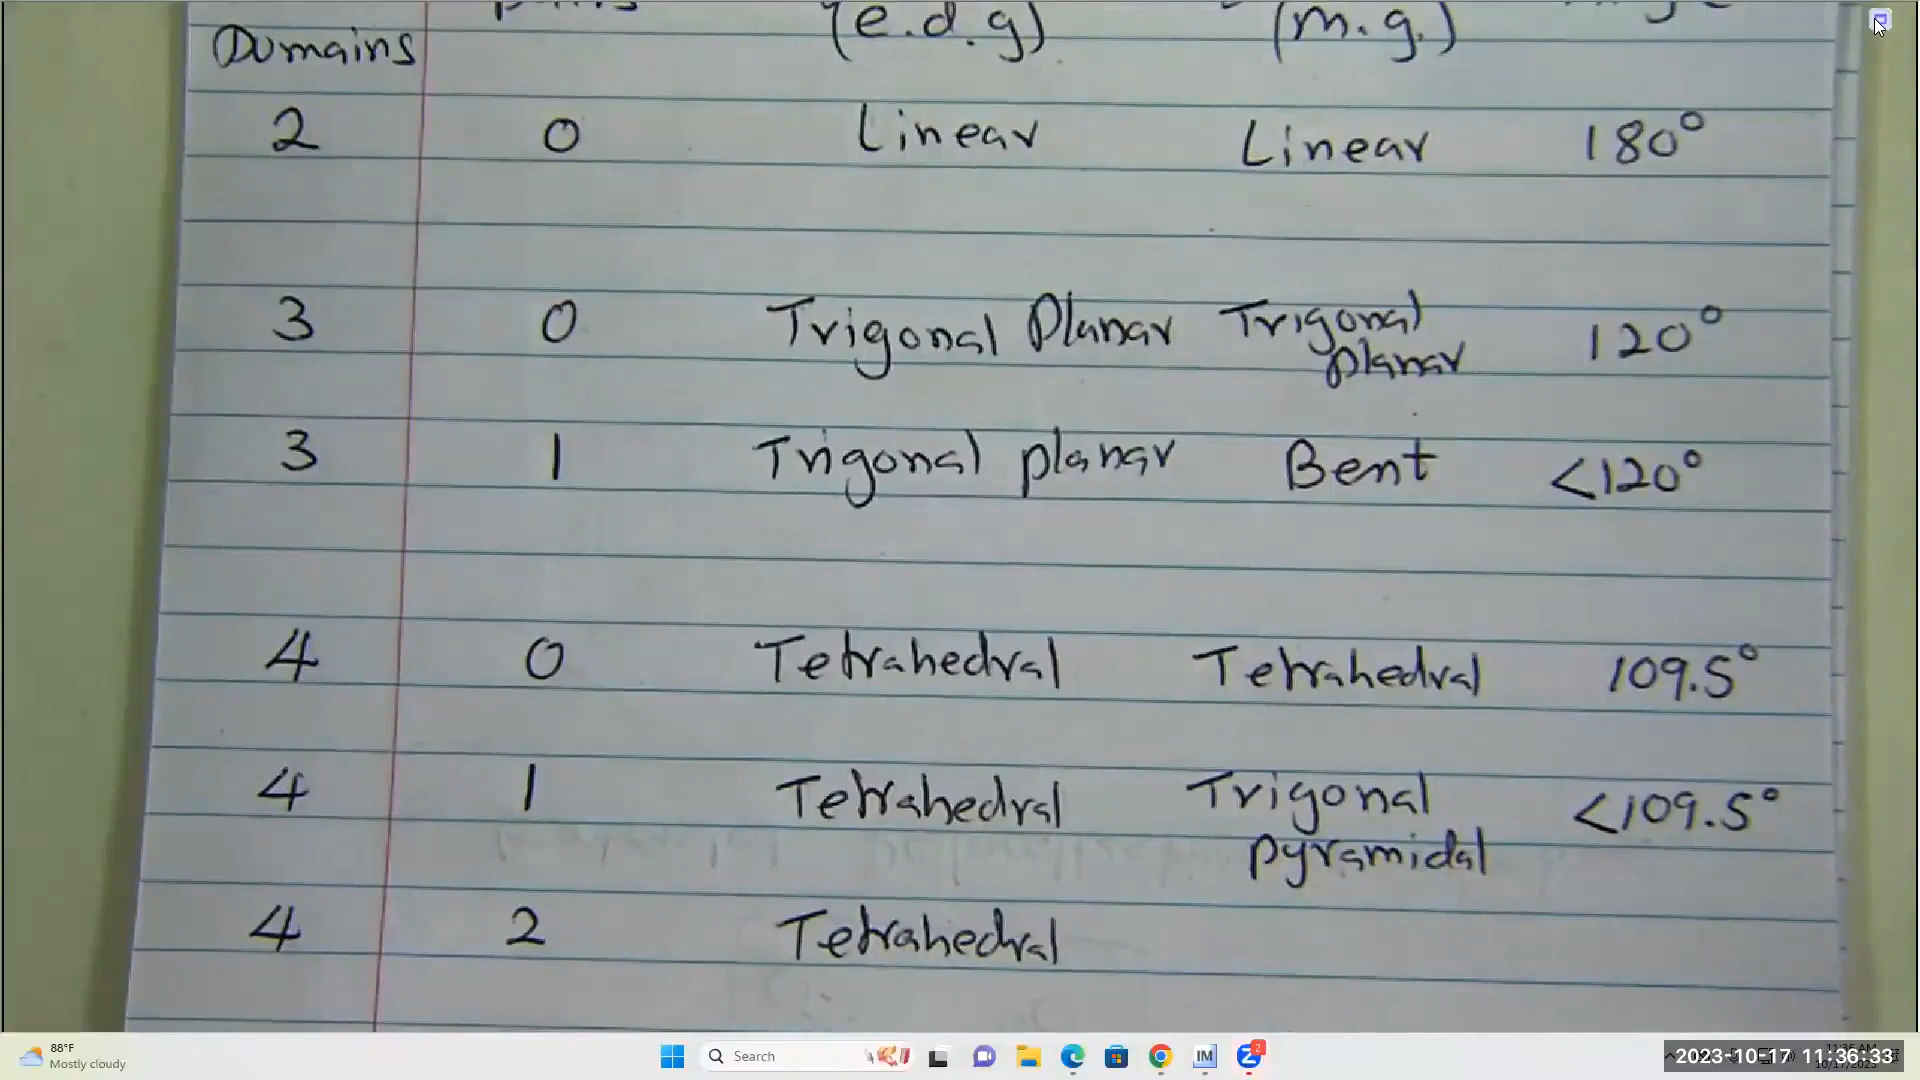 (e.d.g) (m.g.)
Domains
2 0 Linear Linear 180°
3 0 Trigonal Planar Trigonal planar 120°
3 1 Trigonal planar Bent <120°
4 0 Tetrahedral Tetrahedral 109.5°
4 1 Tetrahedral Trigonal pyramidal <109.5°
4 2 Tetrahedral
88°F
Mostly cloudy
Search
IM
2
2023-10-17 11:36:33